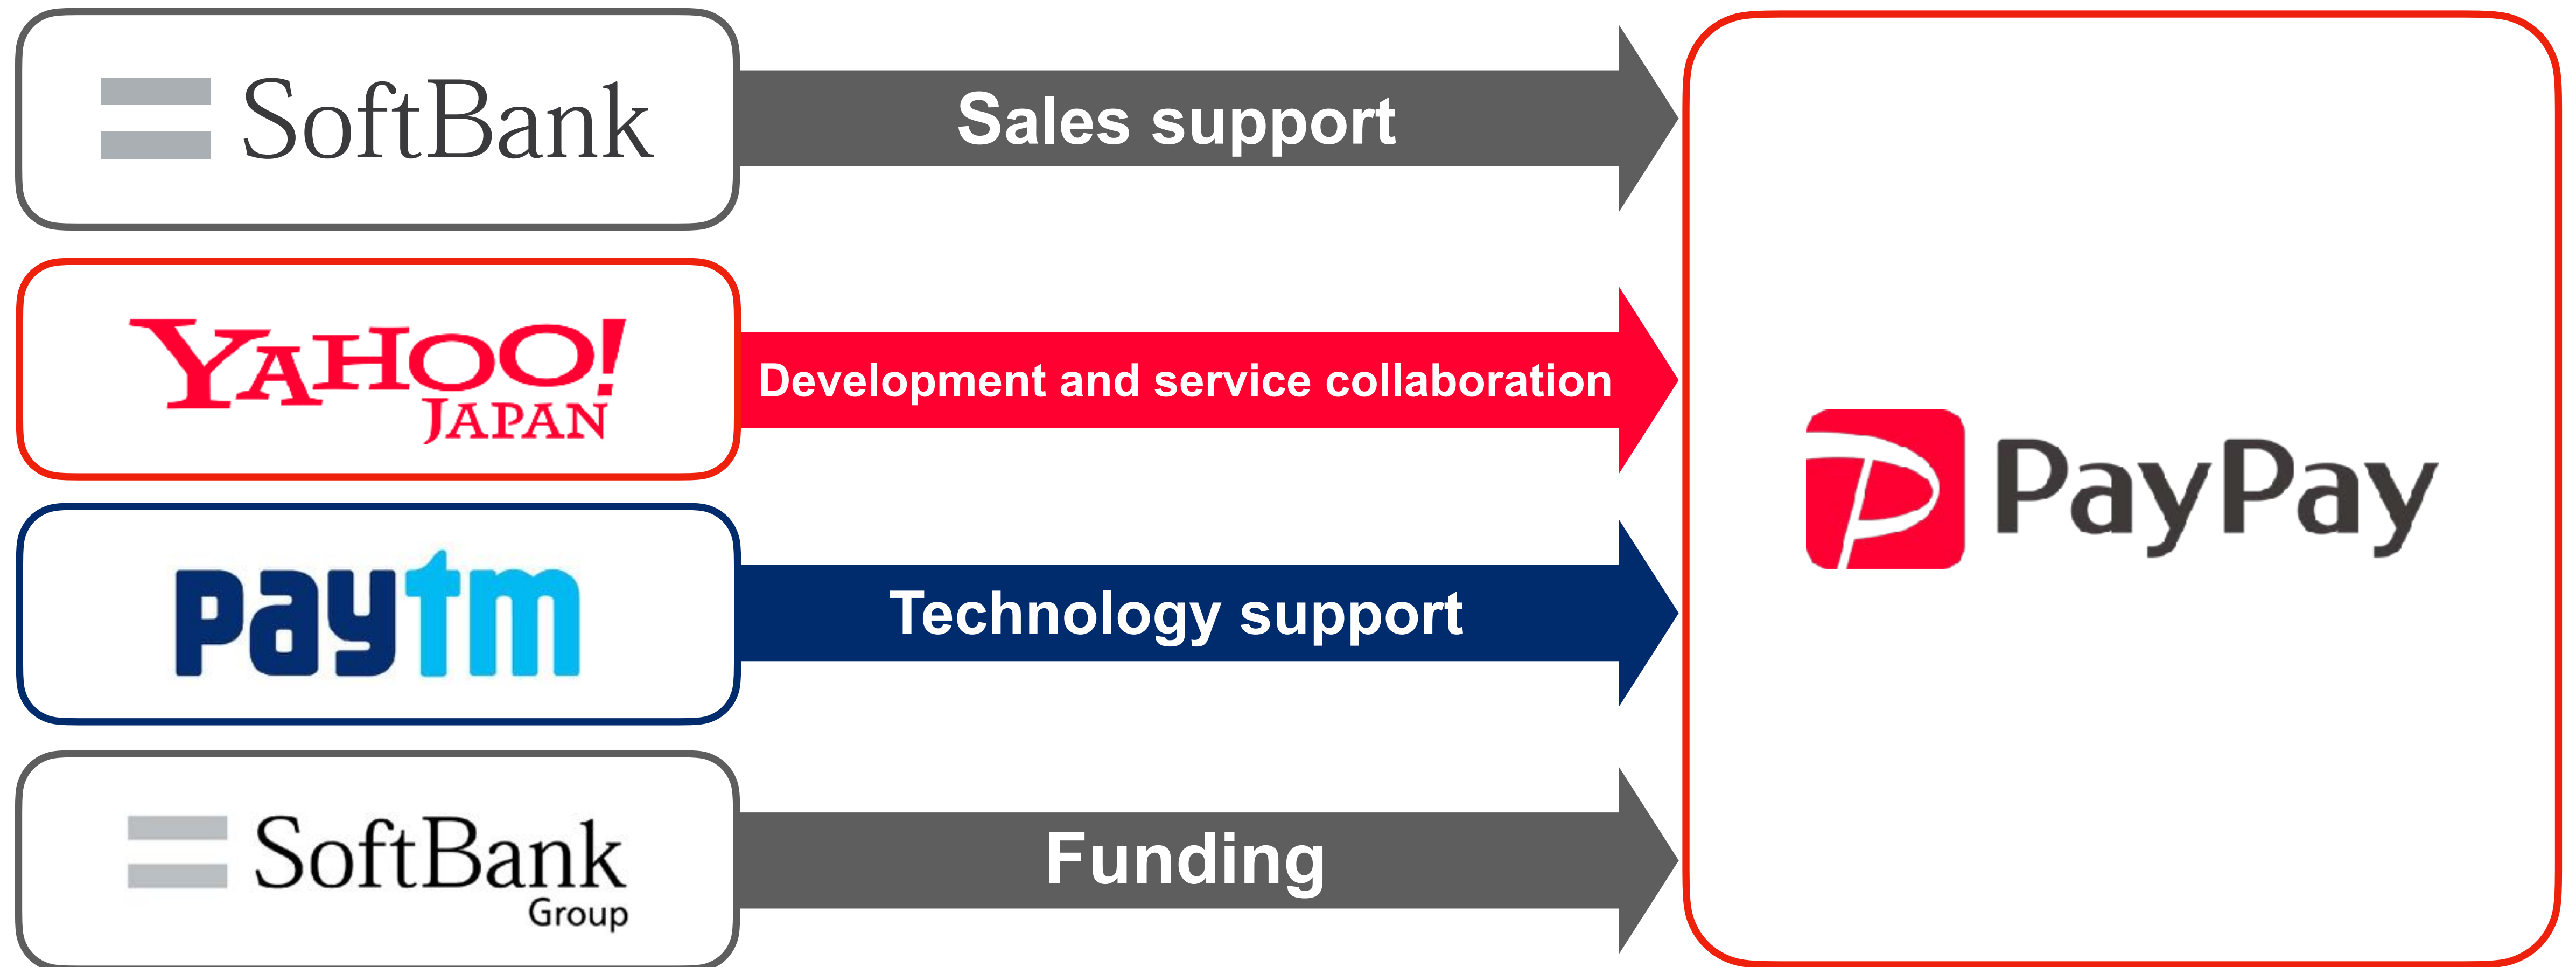 SoftBank
Sales support
YAHOO!
JAPAN
Development and service collaboration
paytm
Technology support
SoftBank
Group
Funding
PayPay